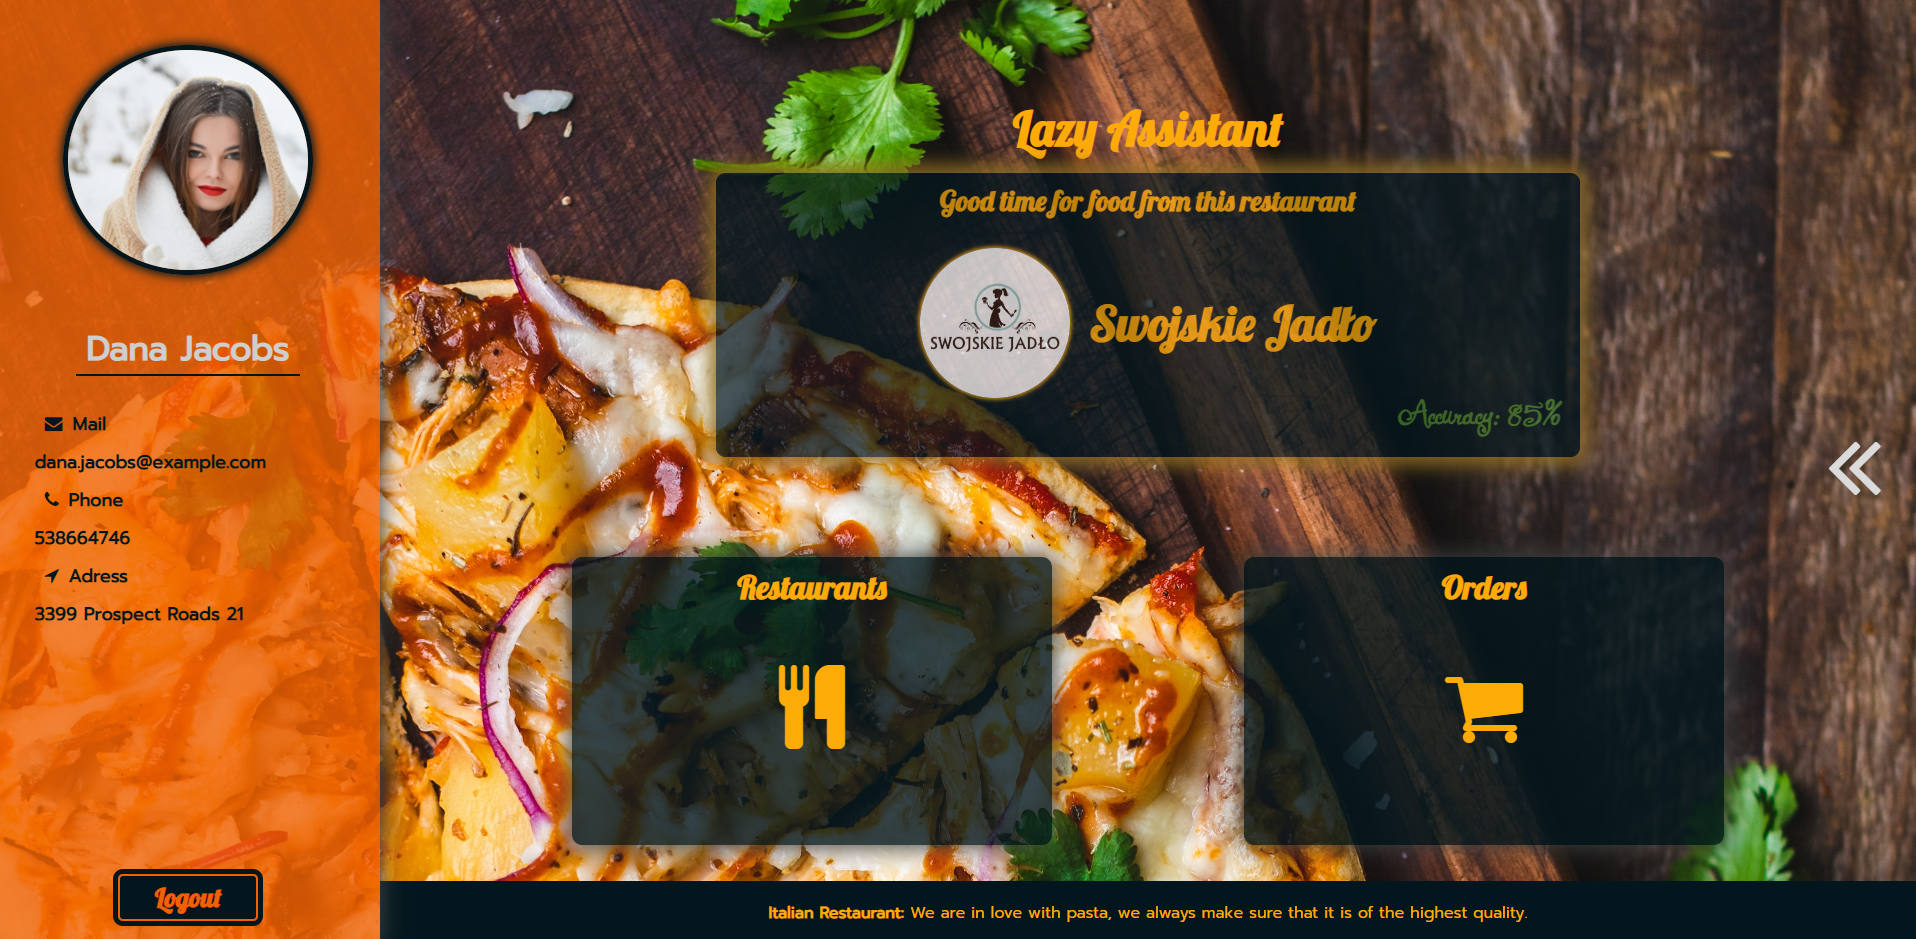 Dana Jacobs
Mail
dana.jacobs@example.com
Phone
538664746
Adress
3399 Prospect Roads 21
Logout
Lazy Assistant
Good time for food from this restaurant
SWOJSKIE JADŁO
Swojskie Jadło
Accuracy: 85%
Restaurants
Orders
Italian Restaurant: We are in love with pasta, we always make sure that it is of the highest quality.